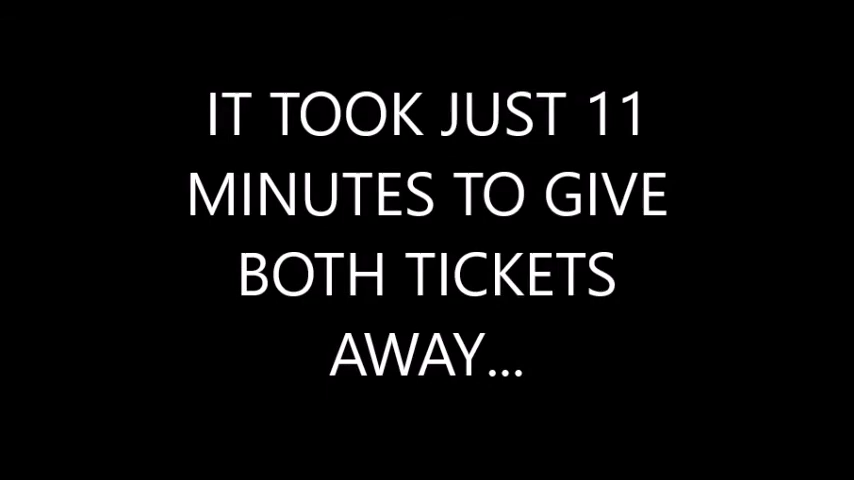 IT TOOK JUST 11
MINUTES TO GIVE
BOTH TICKETS
AWAY...